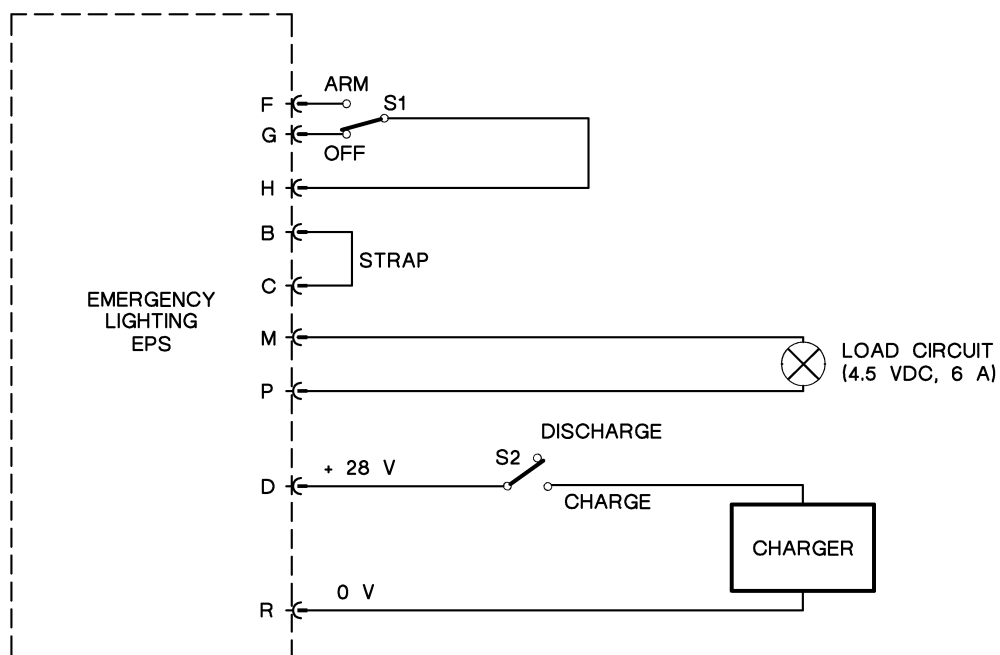 ARM
F
S1
G
OFF
H
B
STRAP
C
EMERGENCY
LIGHTING
EPS
M
LOAD CIRCUIT
(4.5 VDC, 6 A)
P
DISCHARGE
S2
+ 28 V
D
CHARGE
CHARGER
0 V
R